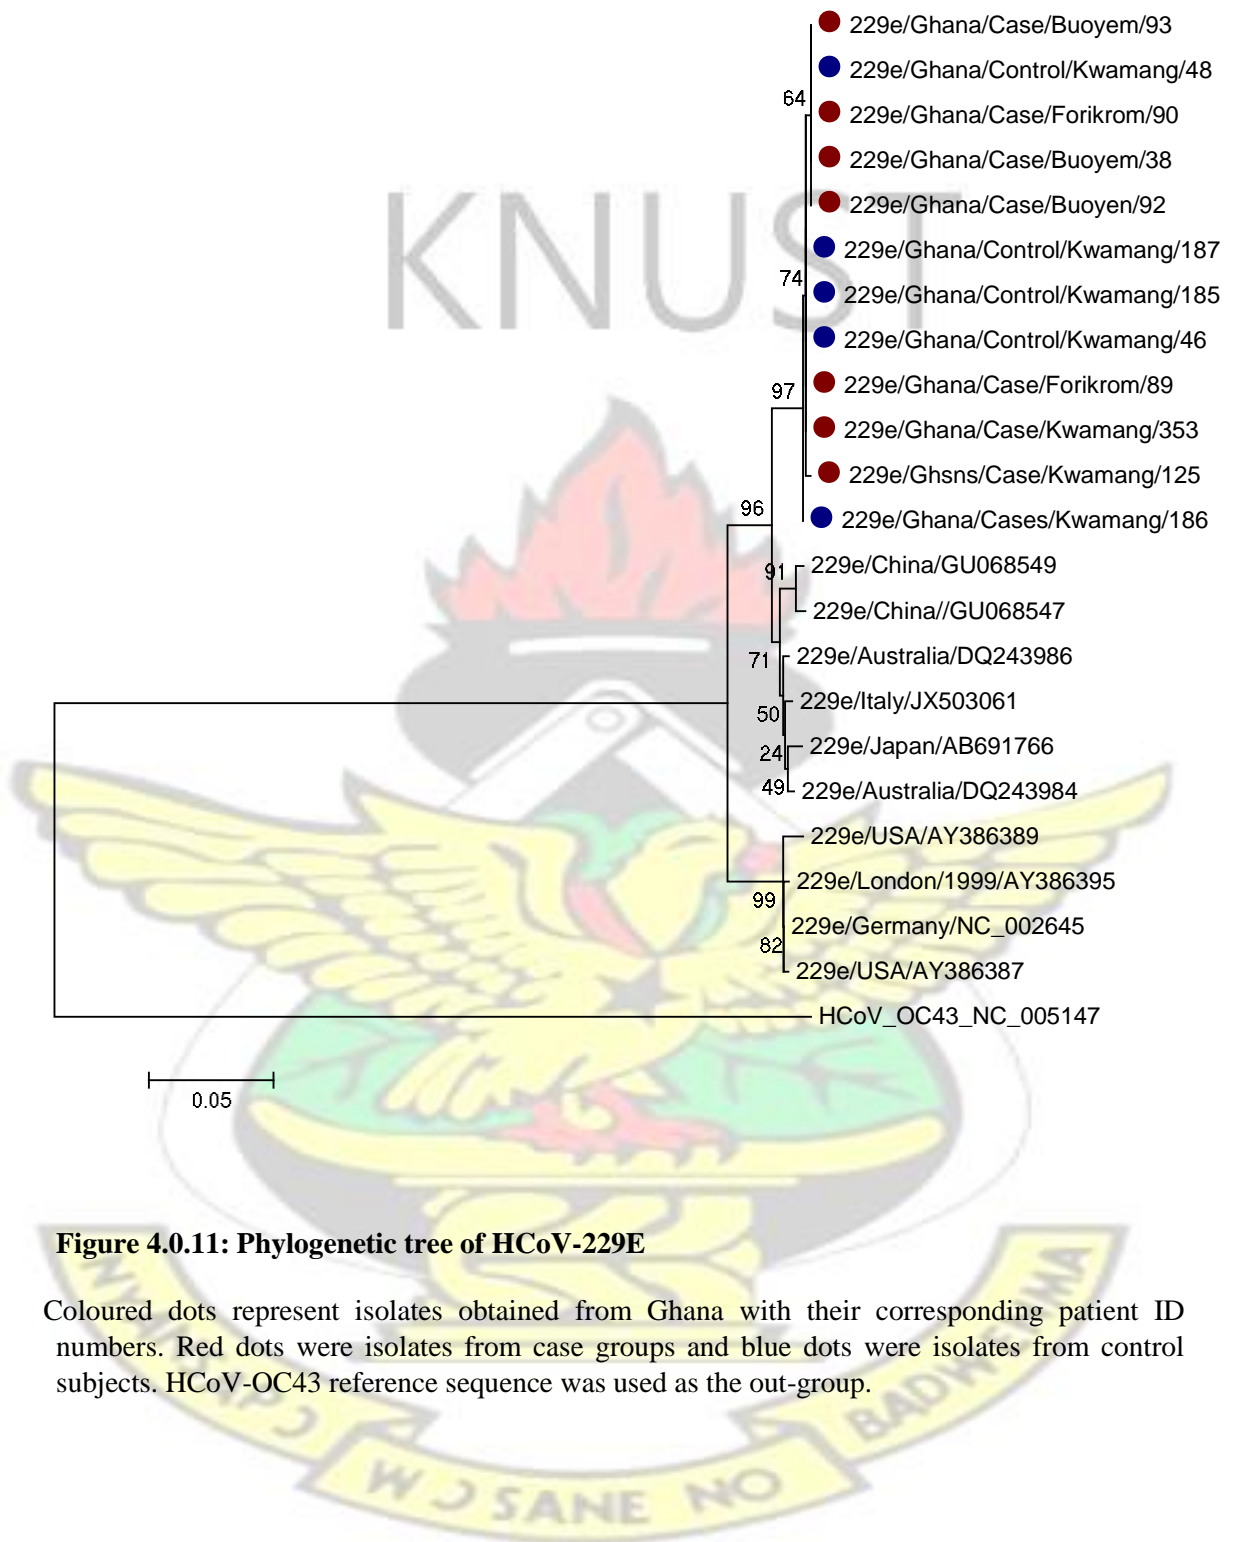 229e/Ghana/Case/Buoyem/93
229e/Ghana/Control/Kwamang/48
64
229e/Ghana/Case/Forikrom/90
229e/Ghana/Case/Buoyem/38
KNUST
229e/Ghana/Case/Buoyen/92
229e/Ghana/Control/Kwamang/187
74
229e/Ghana/Control/Kwamang/185
229e/Ghana/Control/Kwamang/46
229e/Ghana/Case/Forikrom/89
97
229e/Ghana/Case/Kwamang/353
229e/Ghsns/Case/Kwamang/125
96
229e/Ghana/Cases/Kwamang/186
229e/China/GU068549
91
229e/China//GU068547
229e/Australia/DQ243986
71
229e/Italy/JX503061
50
229e/Japan/AB691766
24
229e/Australia/DQ243984
49
229e/USA/AY386389
229e/London/1999/AY386395
99
229e/Germany/NC_002645
82
229e/USA/AY386387
HCoV_OC43_NC_005147
0.05
Figure 4.0.11: Phylogenetic tree of HCoV-229E
Coloured dots represent isolates obtained from Ghana with their corresponding patient ID
numbers. Red dots were isolates from case groups and blue dots were isolates from control
subjects. HCoV-OC43 reference sequence was used as the out-group.
W Ɔ SANE NO
BADWENMA